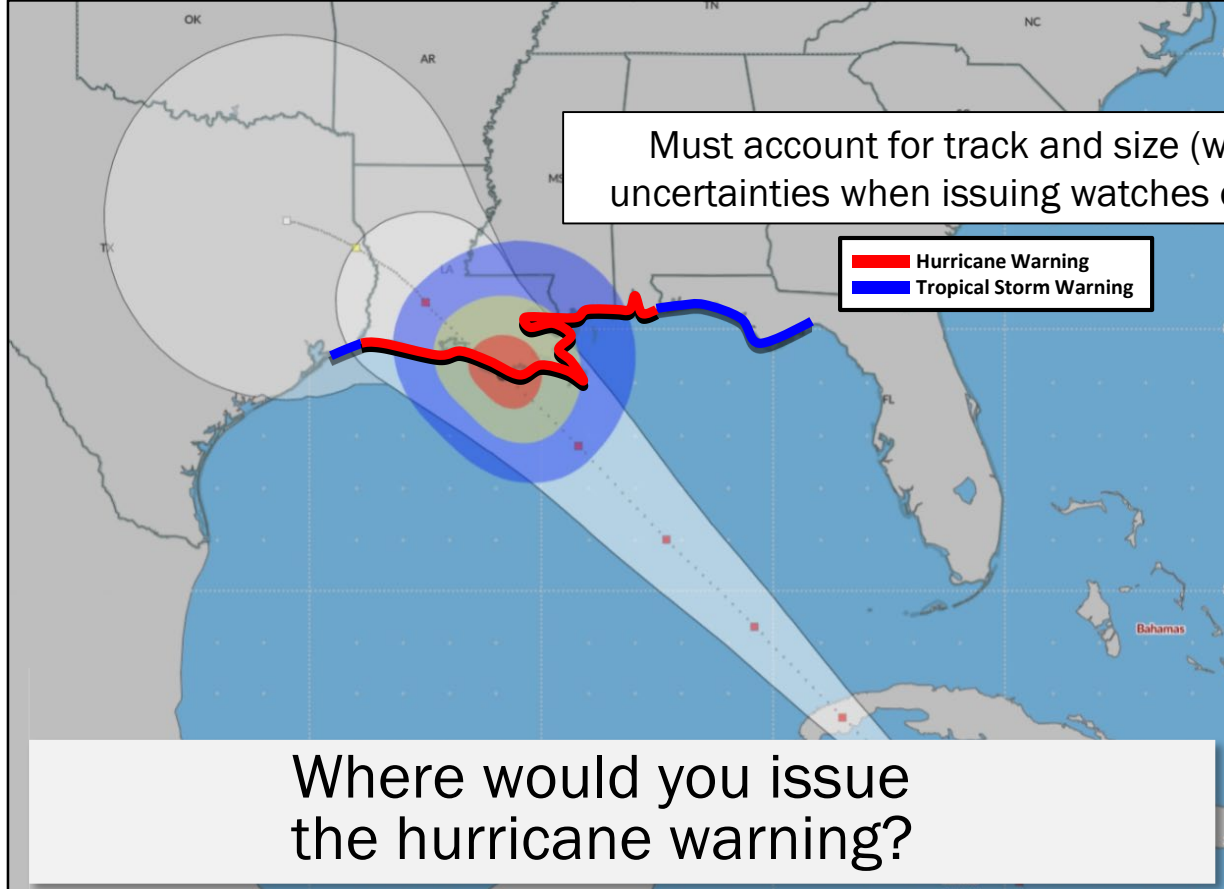 TN
OK
NC
AR
Must account for track and size (w
uncertainties when issuing watches
MS
Hurricane Warning
Tropical Storm Warning
TX
LA
FL
Bahamas
Where would you issue
the hurricane warning?